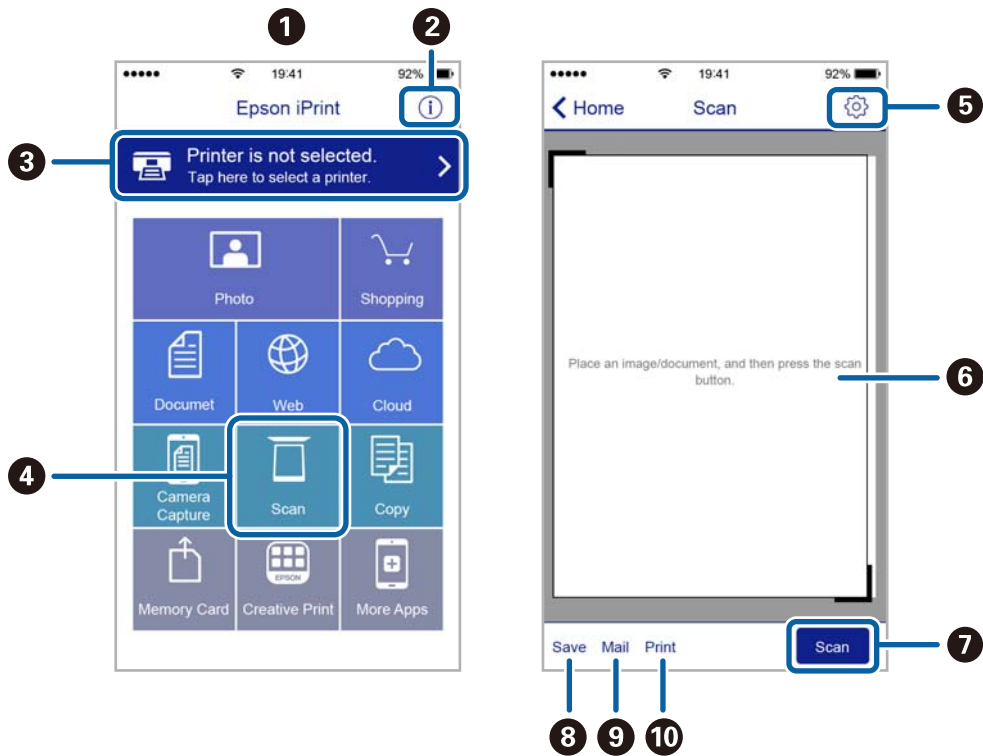 1
2
19:41
92%
Epson iPrint
3
Printer is not selected.
Tap here to select a printer.
Photo
Shopping
Documet
Web
Cloud
4
Camera
Capture
Scan
Copy
EPSON
Memory Card
Creative Print
More Apps
19:41
92%
Home
Scan
5
Place an image/document, and then press the scan
button.
6
Save
Mail
Print
Scan
7
8
9
10